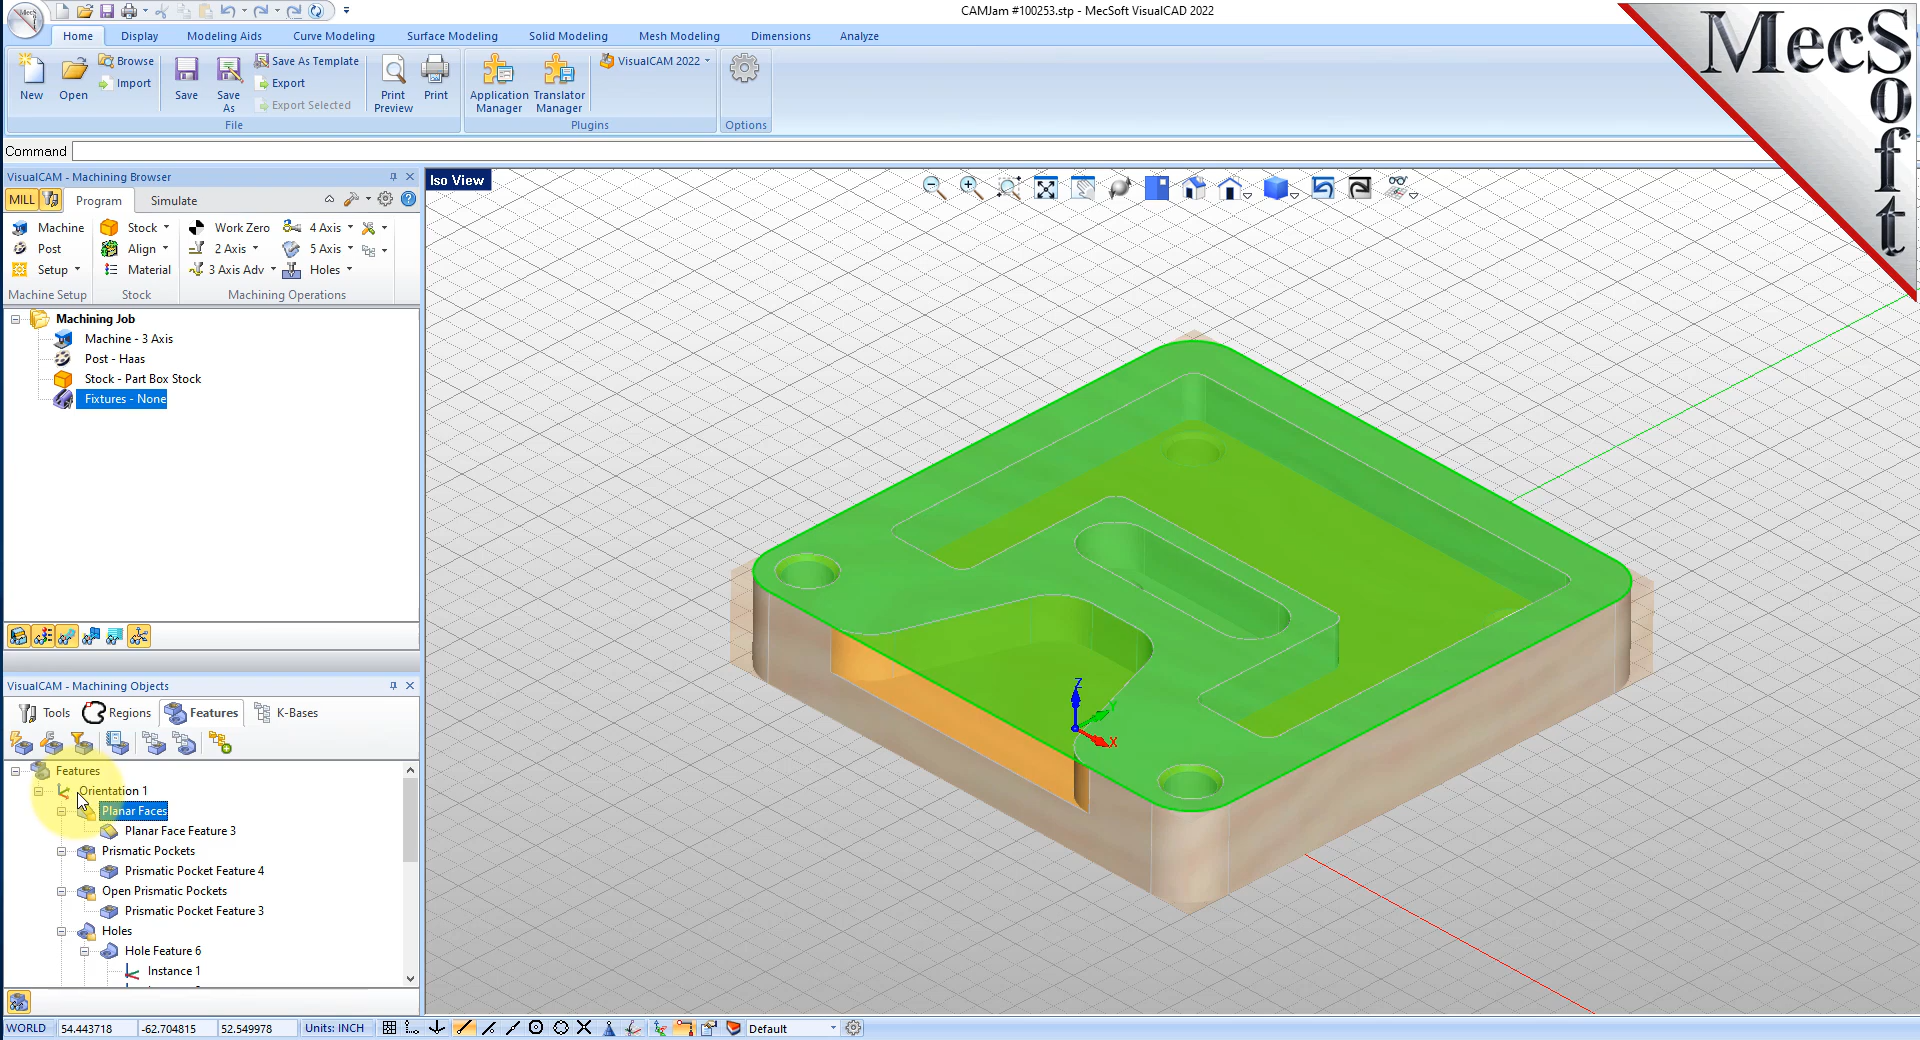 CAMJam #100253.stp - MecSoft VisualCAD 2022
MecS
Home Display Modeling Aids Curve Modeling Surface Modeling Solid Modeling Mesh Modeling Dimensions Analyze
New Open Browse Import Save Save As Save As Template Export Export Selected Print Preview Print Application Manager Translator Manager VisualCAM 2022
File Plugins Options
Command
MecSoft
VisualCAM - Machining Browser
Iso View
MILL Program Simulate
Machine Stock Work Zero 4 Axis
Post Align 2 Axis 5 Axis
Setup Material 3 Axis Adv Holes
Machine Setup Stock Machining Operations
Machining Job
Machine - 3 Axis
Post - Haas
Stock - Part Box Stock
Fixtures - None
VisualCAM - Machining Objects
Tools Regions Features K-Bases
Features
Orientation 1
Planar Faces
Planar Face Feature 3
Prismatic Pockets
Prismatic Pocket Feature 4
Open Prismatic Pockets
Prismatic Pocket Feature 3
Holes
Hole Feature 6
Instance 1
Z
Y
X
WORLD 54.443718 -62.704815 52.549978 Units: INCH Default